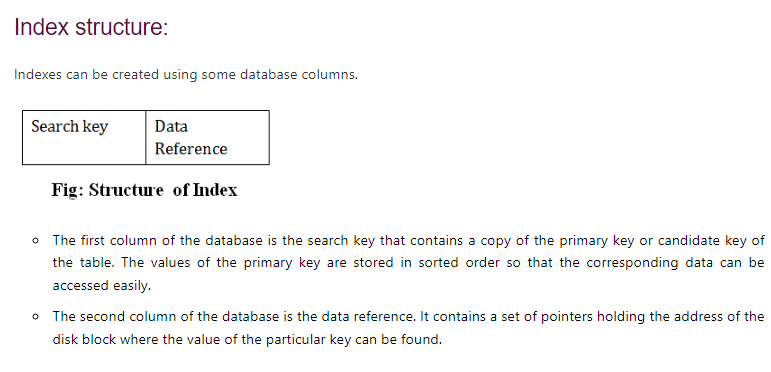 Index structure:
Indexes can be created using some database columns.
Search key
Data
Reference
Fig: Structure of Index
The first column of the database is the search key that contains a copy of the primary key or candidate key of
the table. The values of the primary key are stored in sorted order so that the corresponding data can be
accessed easily.
The second column of the database is the data reference. It contains a set of pointers holding the address of the
disk block where the value of the particular key can be found.